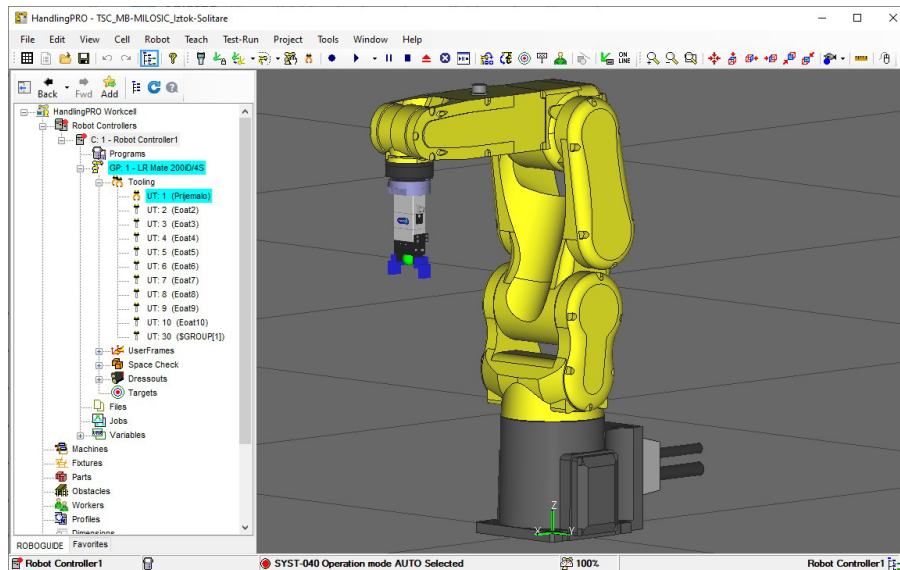 HandlingPRO - TSC_MB-MILOSIC_Iztok-Solitare
File Edit View Cell Robot Teach Test-Run Project Tools Window Help
ON
LINE
Back Fwd Add
HandlingPRO Workcell
Robot Controllers
C: 1 - Robot Controller1
Programs
GP: 1 - LR Mate 200iD/4S
Tooling
UT: 1 (Prijemalo)
UT: 2 (Eoat2)
UT: 3 (Eoat3)
UT: 4 (Eoat4)
UT: 5 (Eoat5)
UT: 6 (Eoat6)
UT: 7 (Eoat7)
UT: 8 (Eoat8)
UT: 9 (Eoat9)
UT: 10 (Eoat10)
UT: 30 ($GROUP[1])
UserFrames
Space Check
Dressouts
Targets
Files
Jobs
Variables
Machines
Fixtures
Parts
Obstacles
Workers
Profiles
Dimensions
ROBOGUIDE Favorites
Z
X Y
Robot Controller1 SYST-040 Operation mode AUTO Selected 100% Robot Controller1